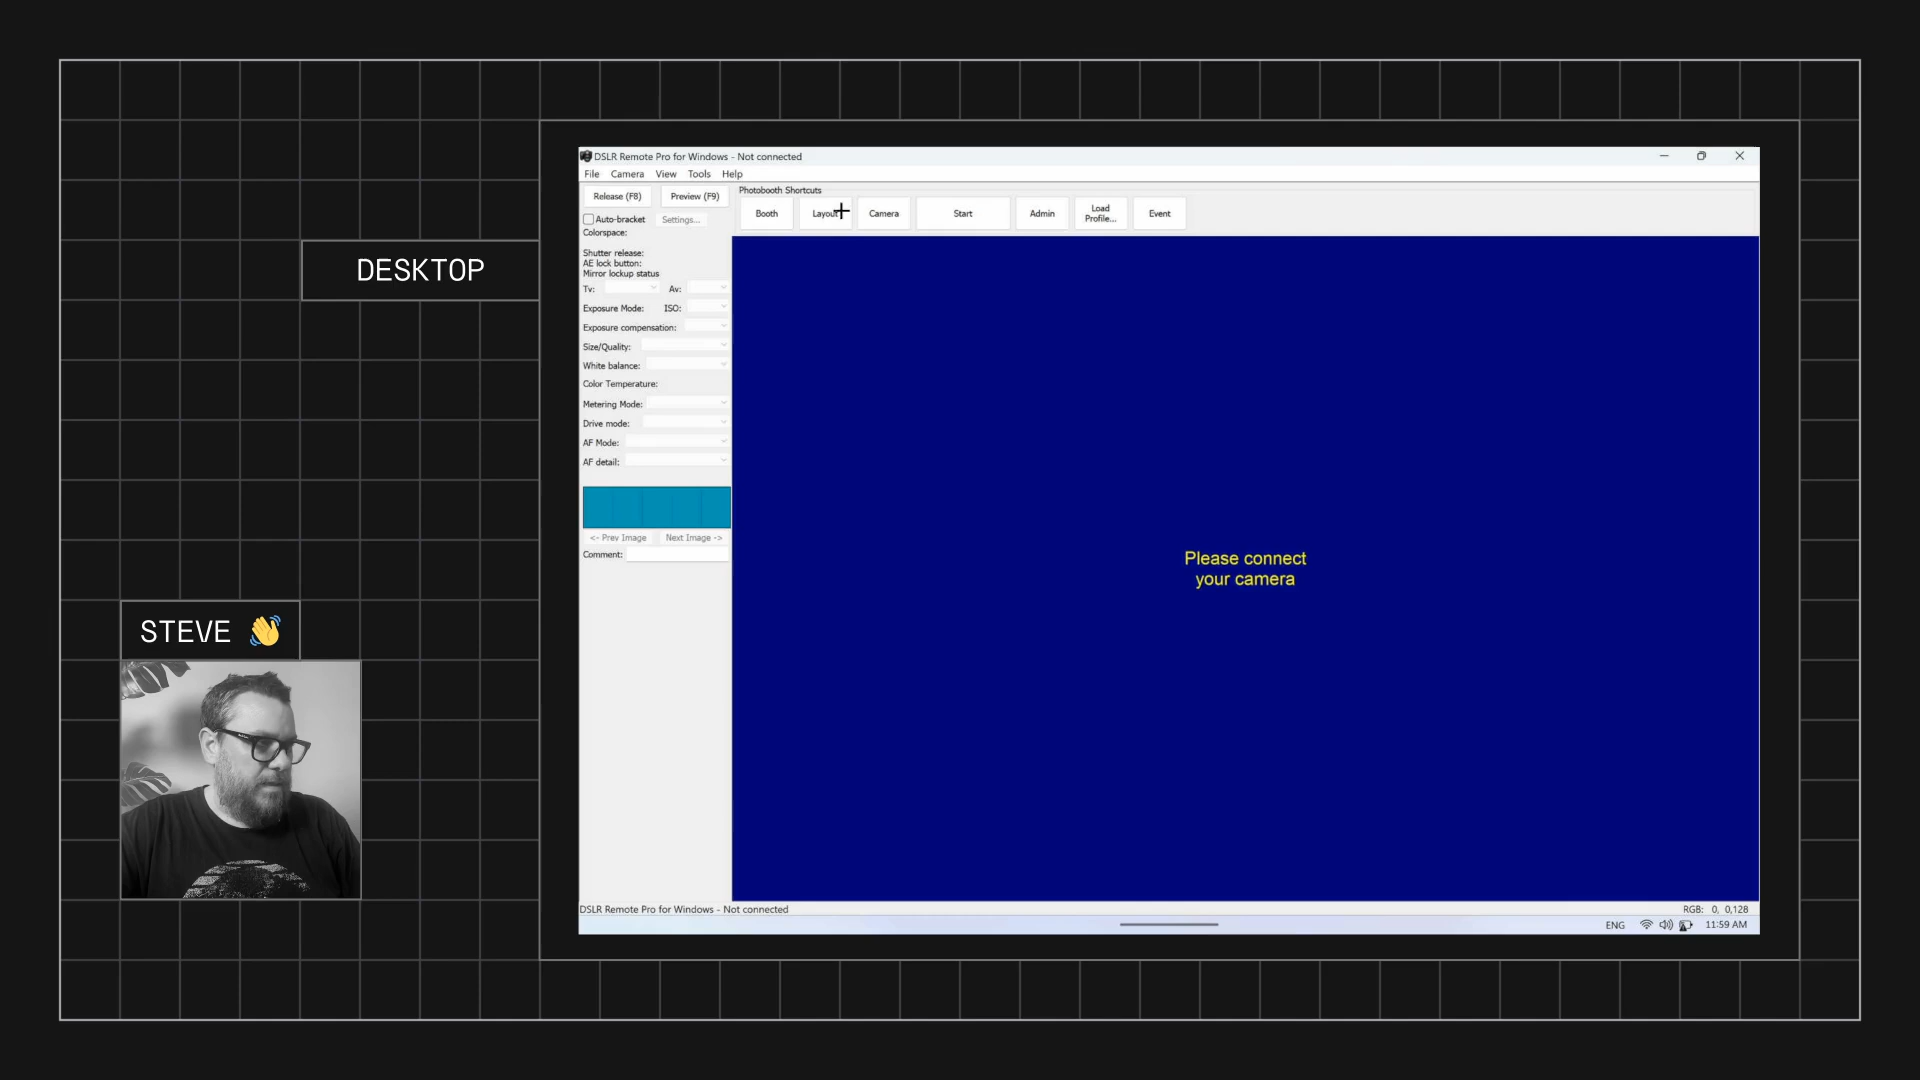 DSLR Remote Pro for Windows - Not connected
File Camera View Tools Help
Release (F8) Preview (F9)
Auto-bracket Settings...
Colorspace:
Shutter release:
AE lock button:
Mirror lockup status
Tv: Av:
Exposure Mode: ISO:
Exposure compensation:
Size/Quality:
White balance:
Color Temperature:
Metering Mode:
Drive mode:
AF Mode:
AF detail:
<- Prev Image Next Image ->
Comment:
Photobooth Shortcuts
Booth Layout Camera Start Admin Load Profile... Event
Please connect
your camera
DSLR Remote Pro for Windows - Not connected
RGB: 0, 0,128
ENG 11:59 AM
DESKTOP
STEVE 👋